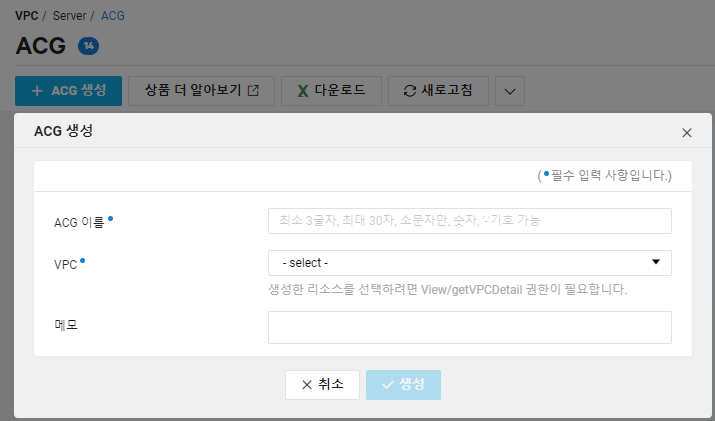 VPC / Server / ACG
ACG 14
+ ACG 생성 상품 더 알아보기 다운로드 새로고침
ACG 생성
( 필수 입력 사항입니다.)
ACG 이름 최소 3글자, 최대 30자, 소문자만, 숫자, '-'기호 가능
VPC - select -
생성한 리소스를 선택하려면 View/getVPCDetail 권한이 필요합니다.
메모
취소 생성